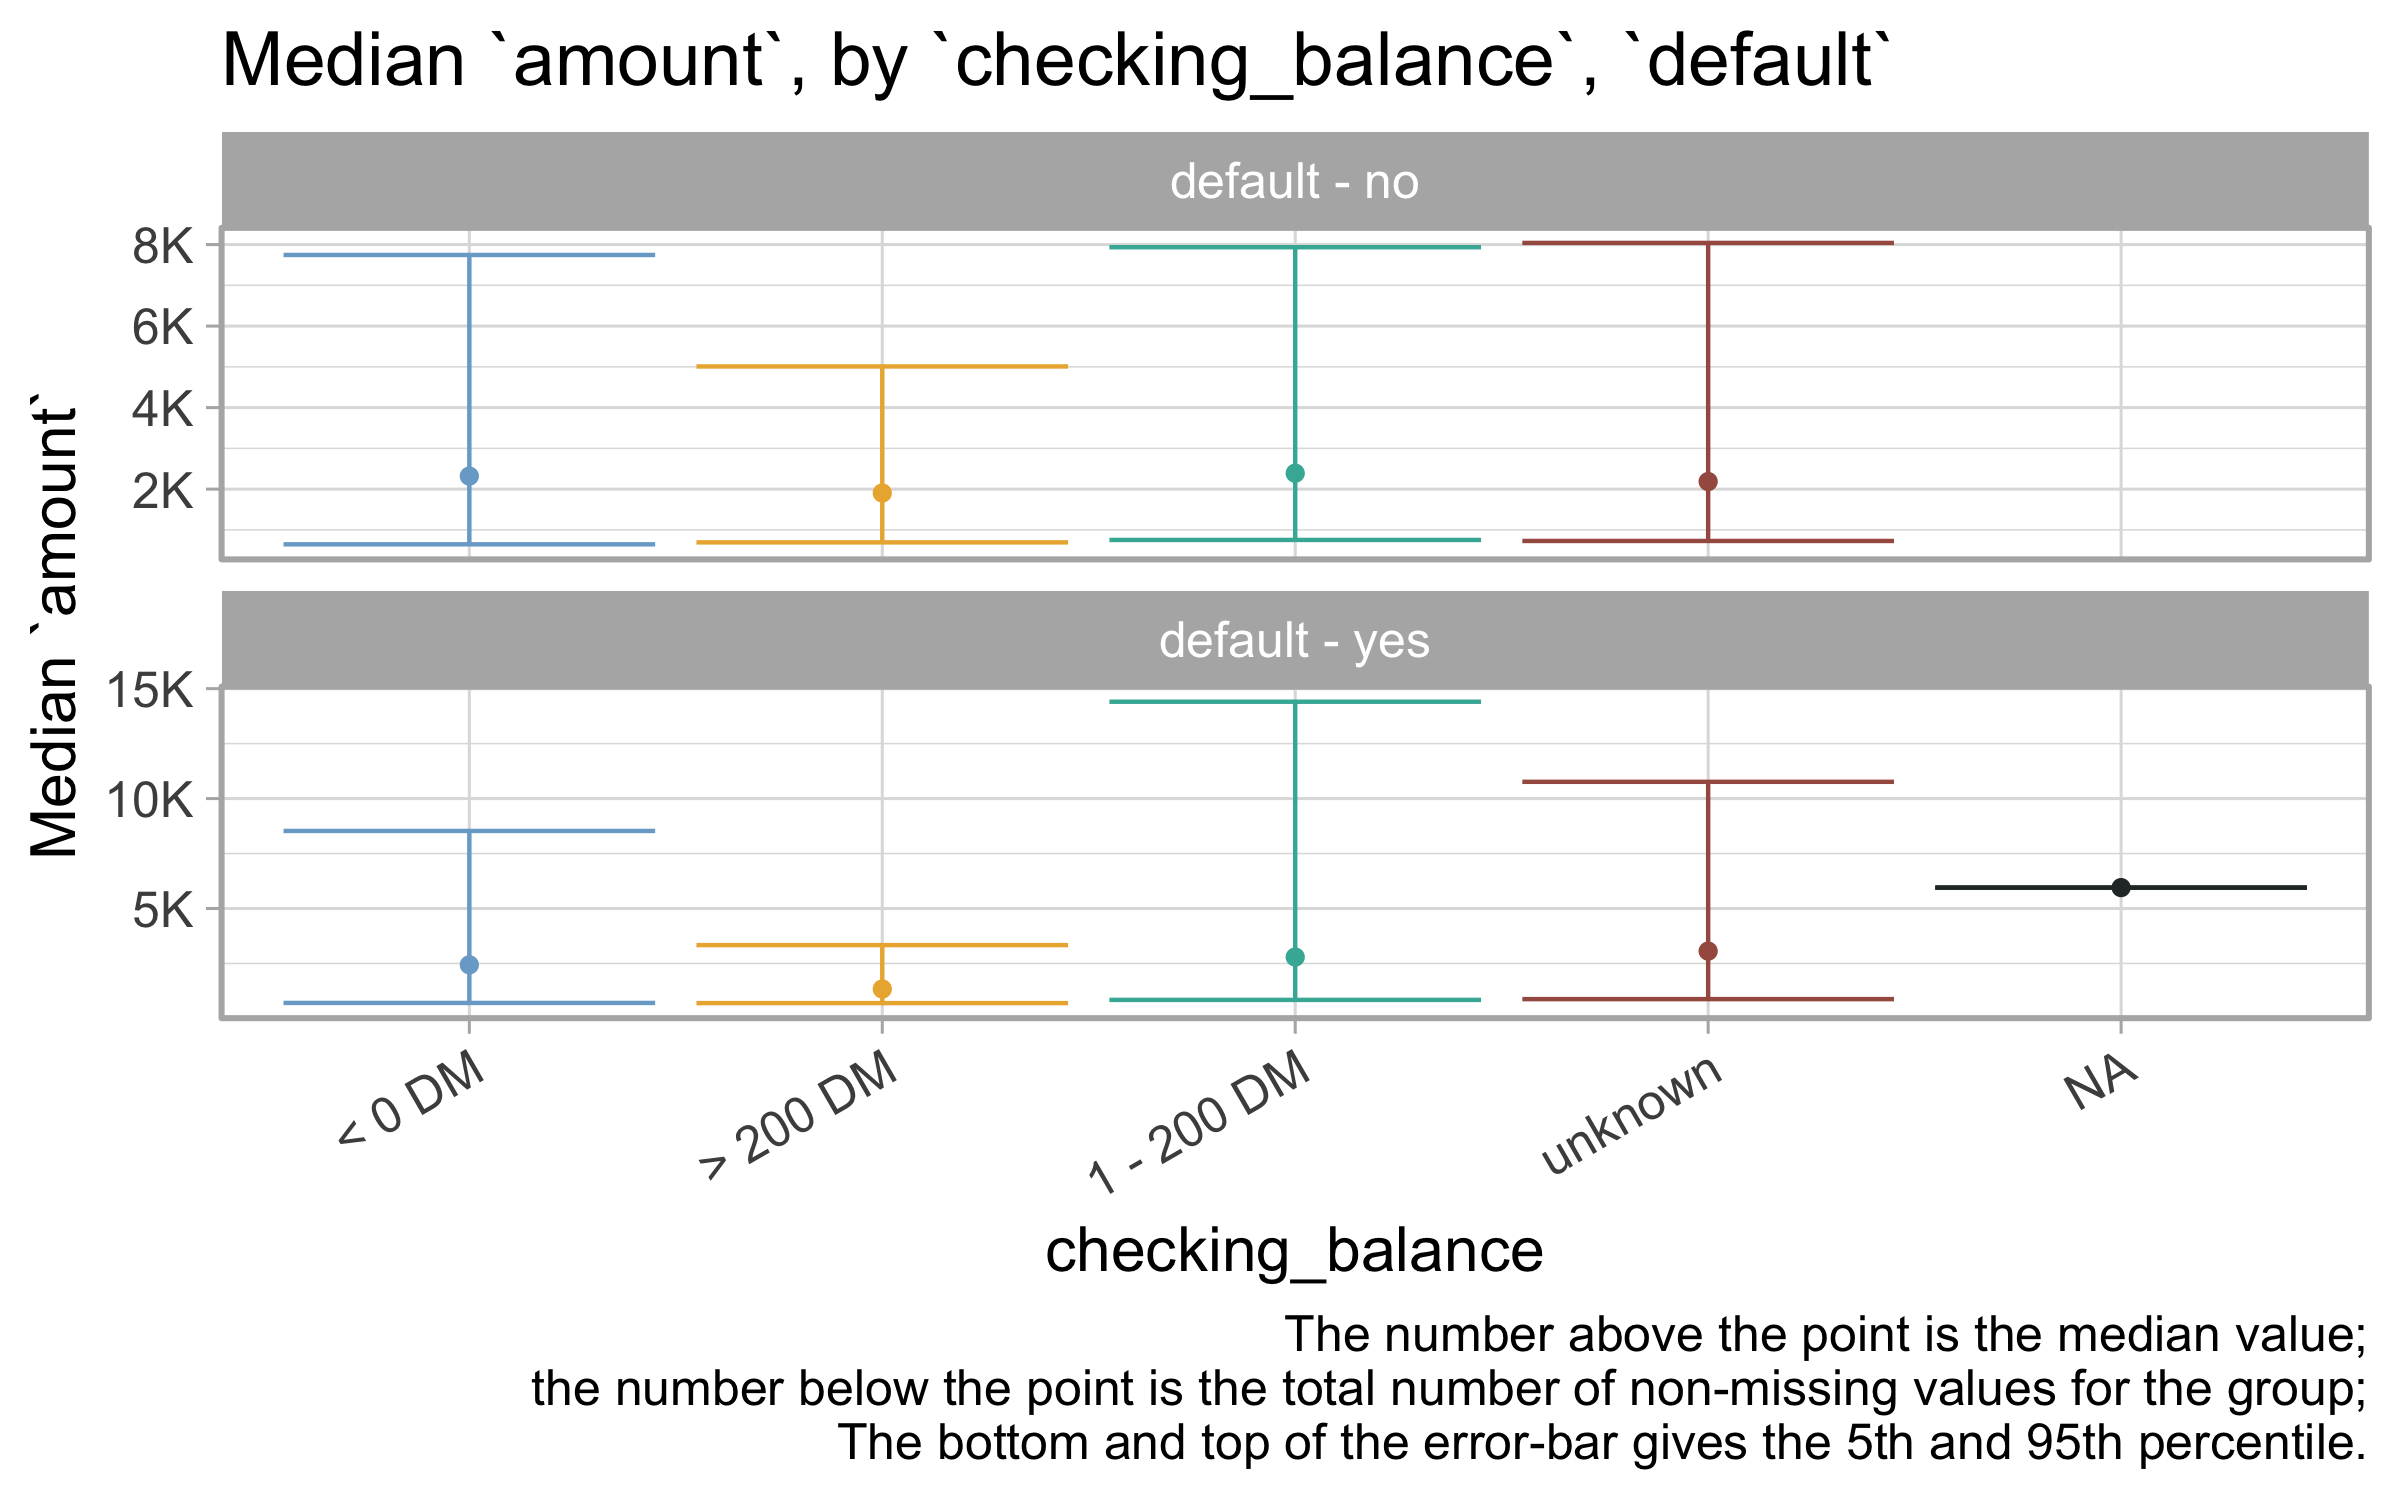 Median `amount`, by `checking_balance`, `default`
default - no
8K
6K
4K
2K
Median `amount`
default - yes
15K
10K
5K
< 0 DM
> 200 DM
1 - 200 DM
unknown
NA
checking_balance
The number above the point is the median value;
the number below the point is the total number of non-missing values for the group;
The bottom and top of the error-bar gives the 5th and 95th percentile.